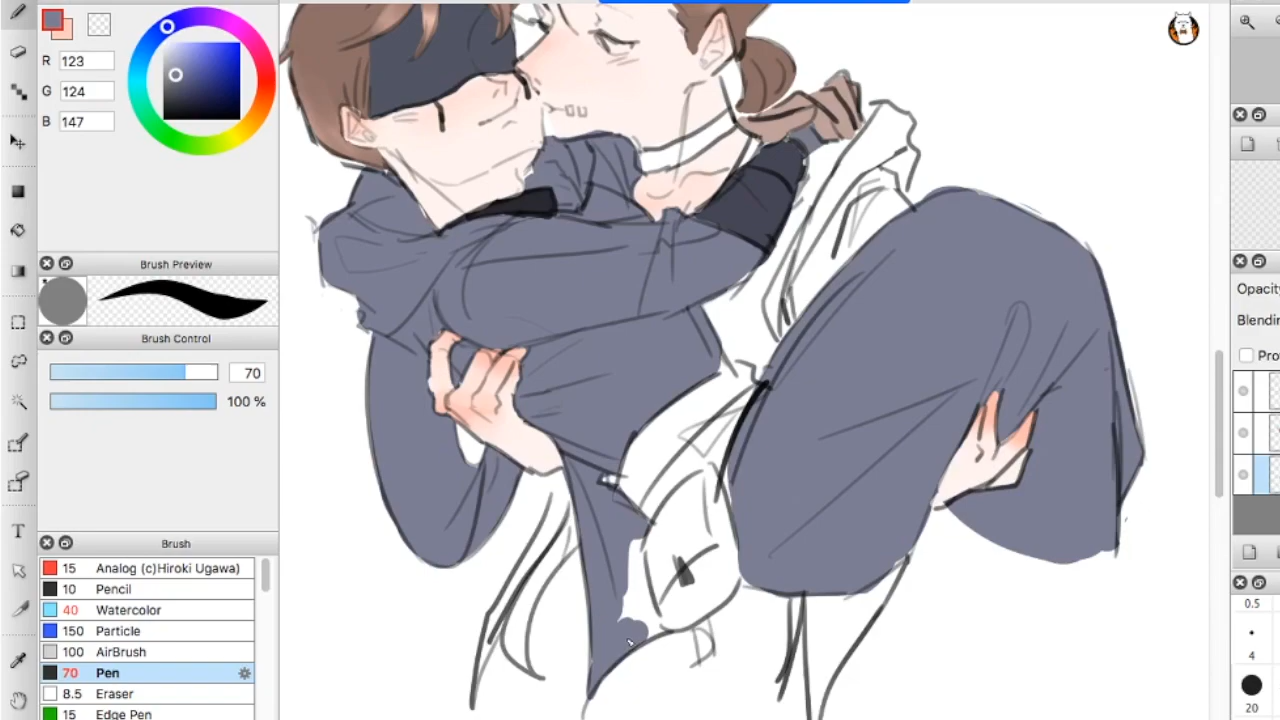 R 123
G 124
B 147
Brush Preview
Brush Control
70
100 %
Brush
15 Analog (c)Hiroki Ugawa)
10 Pencil
40 Watercolor
150 Particle
100 AirBrush
70 Pen
8.5 Eraser
15 Edge Pen
T
Opacity
Blending
Pro
0.5
4
20